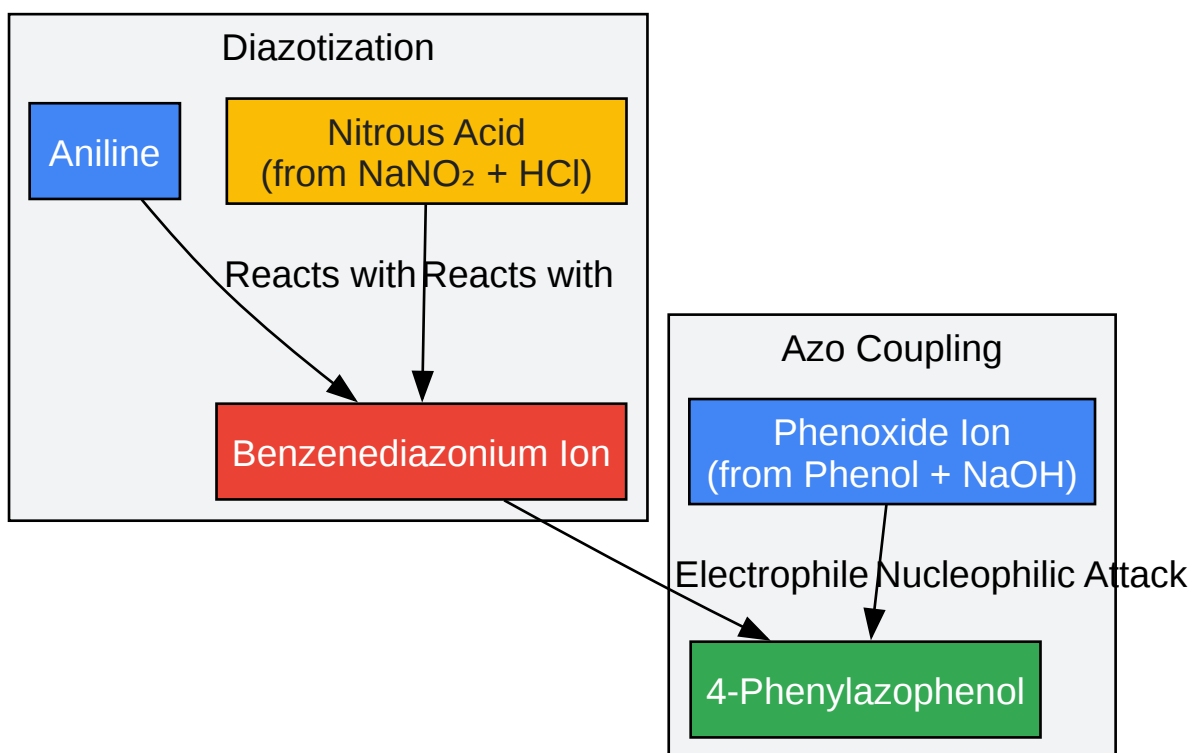 Diazotization
Aniline
Nitrous Acid
(from NaNO₂ + HCl)
Reacts with
Reacts with
Benzenediazonium Ion
Azo Coupling
Phenoxide Ion
(from Phenol + NaOH)
Electrophile
Nucleophilic Attack
4-Phenylazophenol